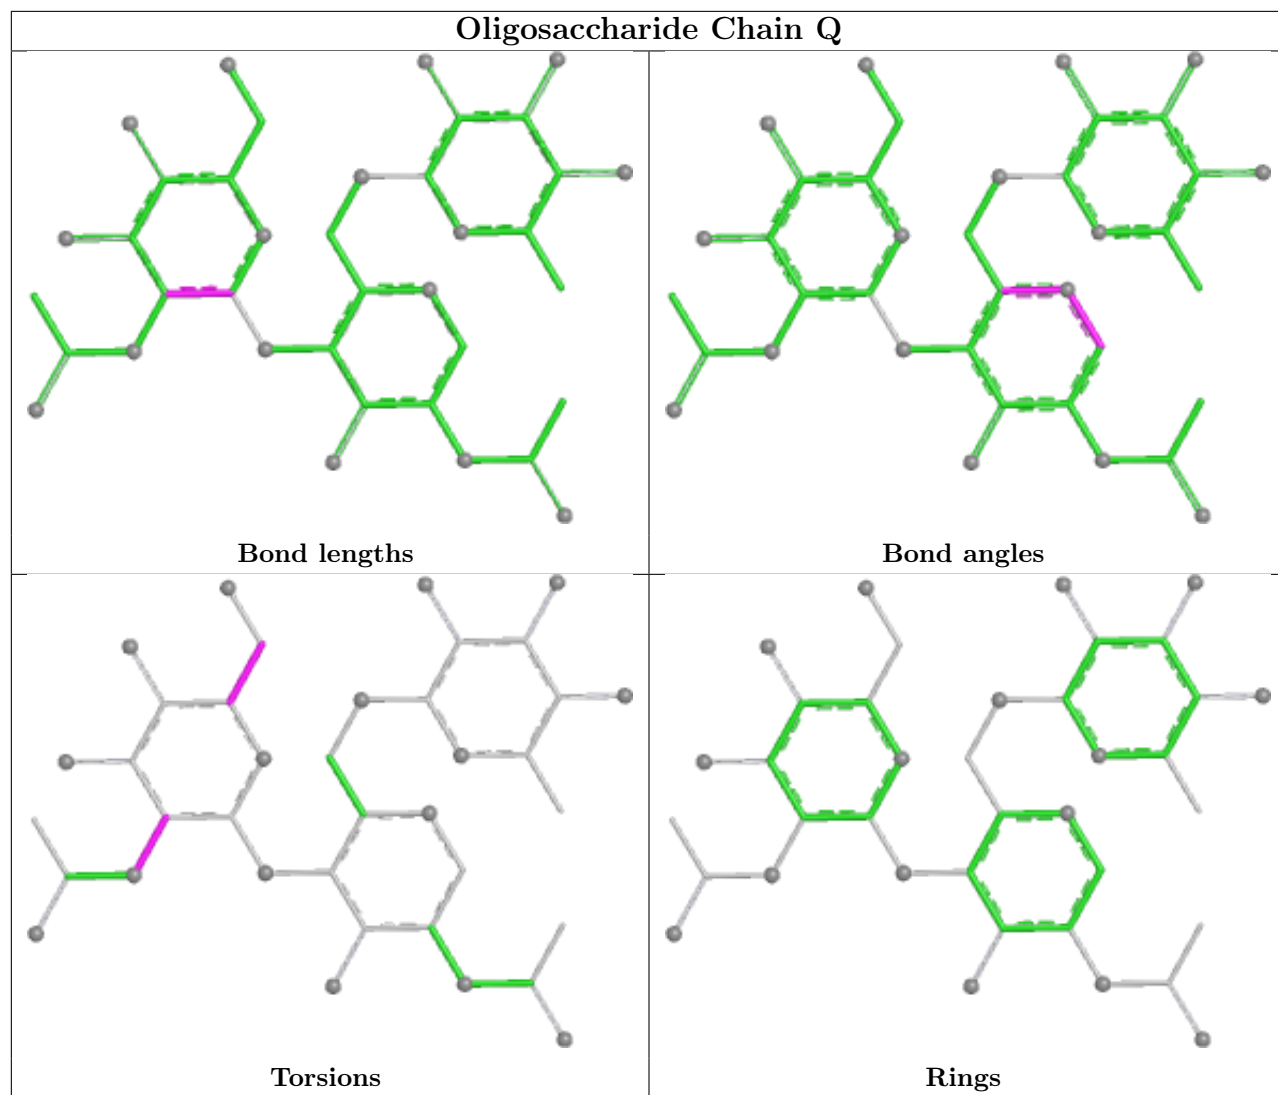 Oligosaccharide Chain Q
Bond lengths
Bond angles
Torsions
Rings